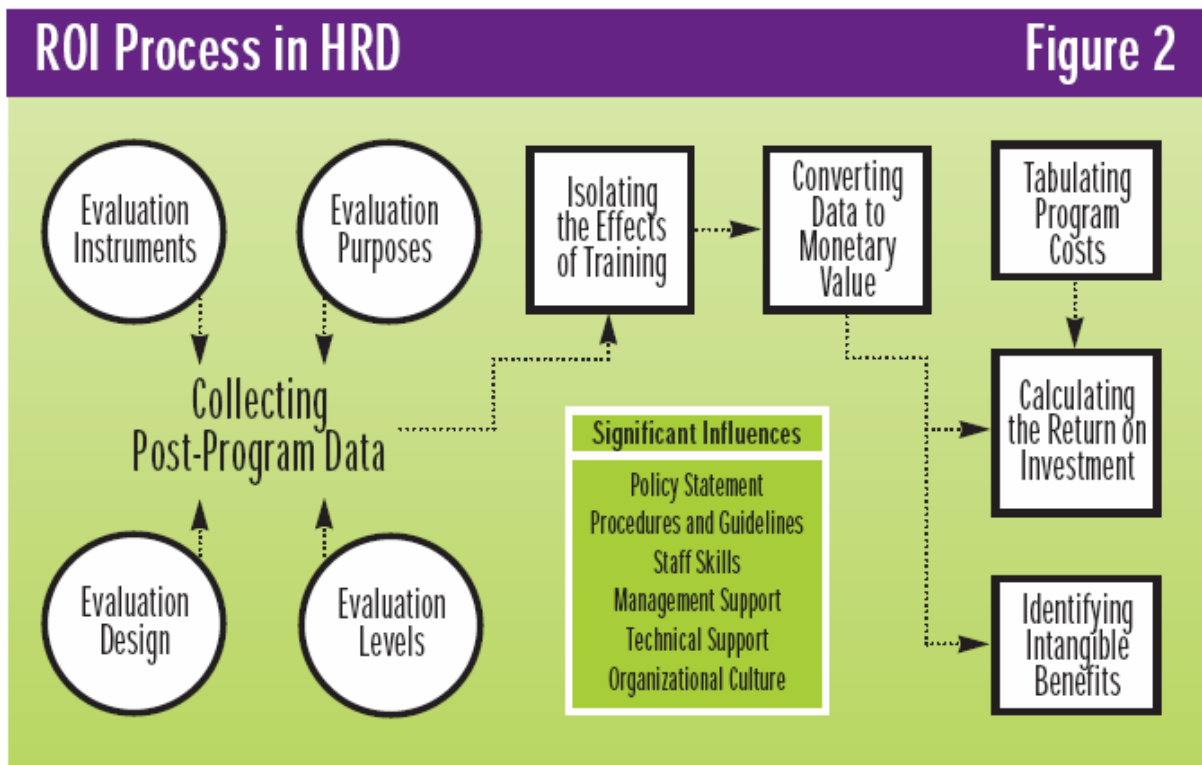 ROI Process in HRD
Figure 2
Evaluation
Instruments
Evaluation
Purposes
Isolating
the Effects
of Training
Converting
Data to
Monetary
Value
Tabulating
Program
Costs
Collecting
Post-Program Data
Calculating
the Return on
Investment
Significant Influences
Policy Statement
Procedures and Guidelines
Staff Skills
Management Support
Technical Support
Organizational Culture
Evaluation
Design
Evaluation
Levels
Identifying
Intangible
Benefits